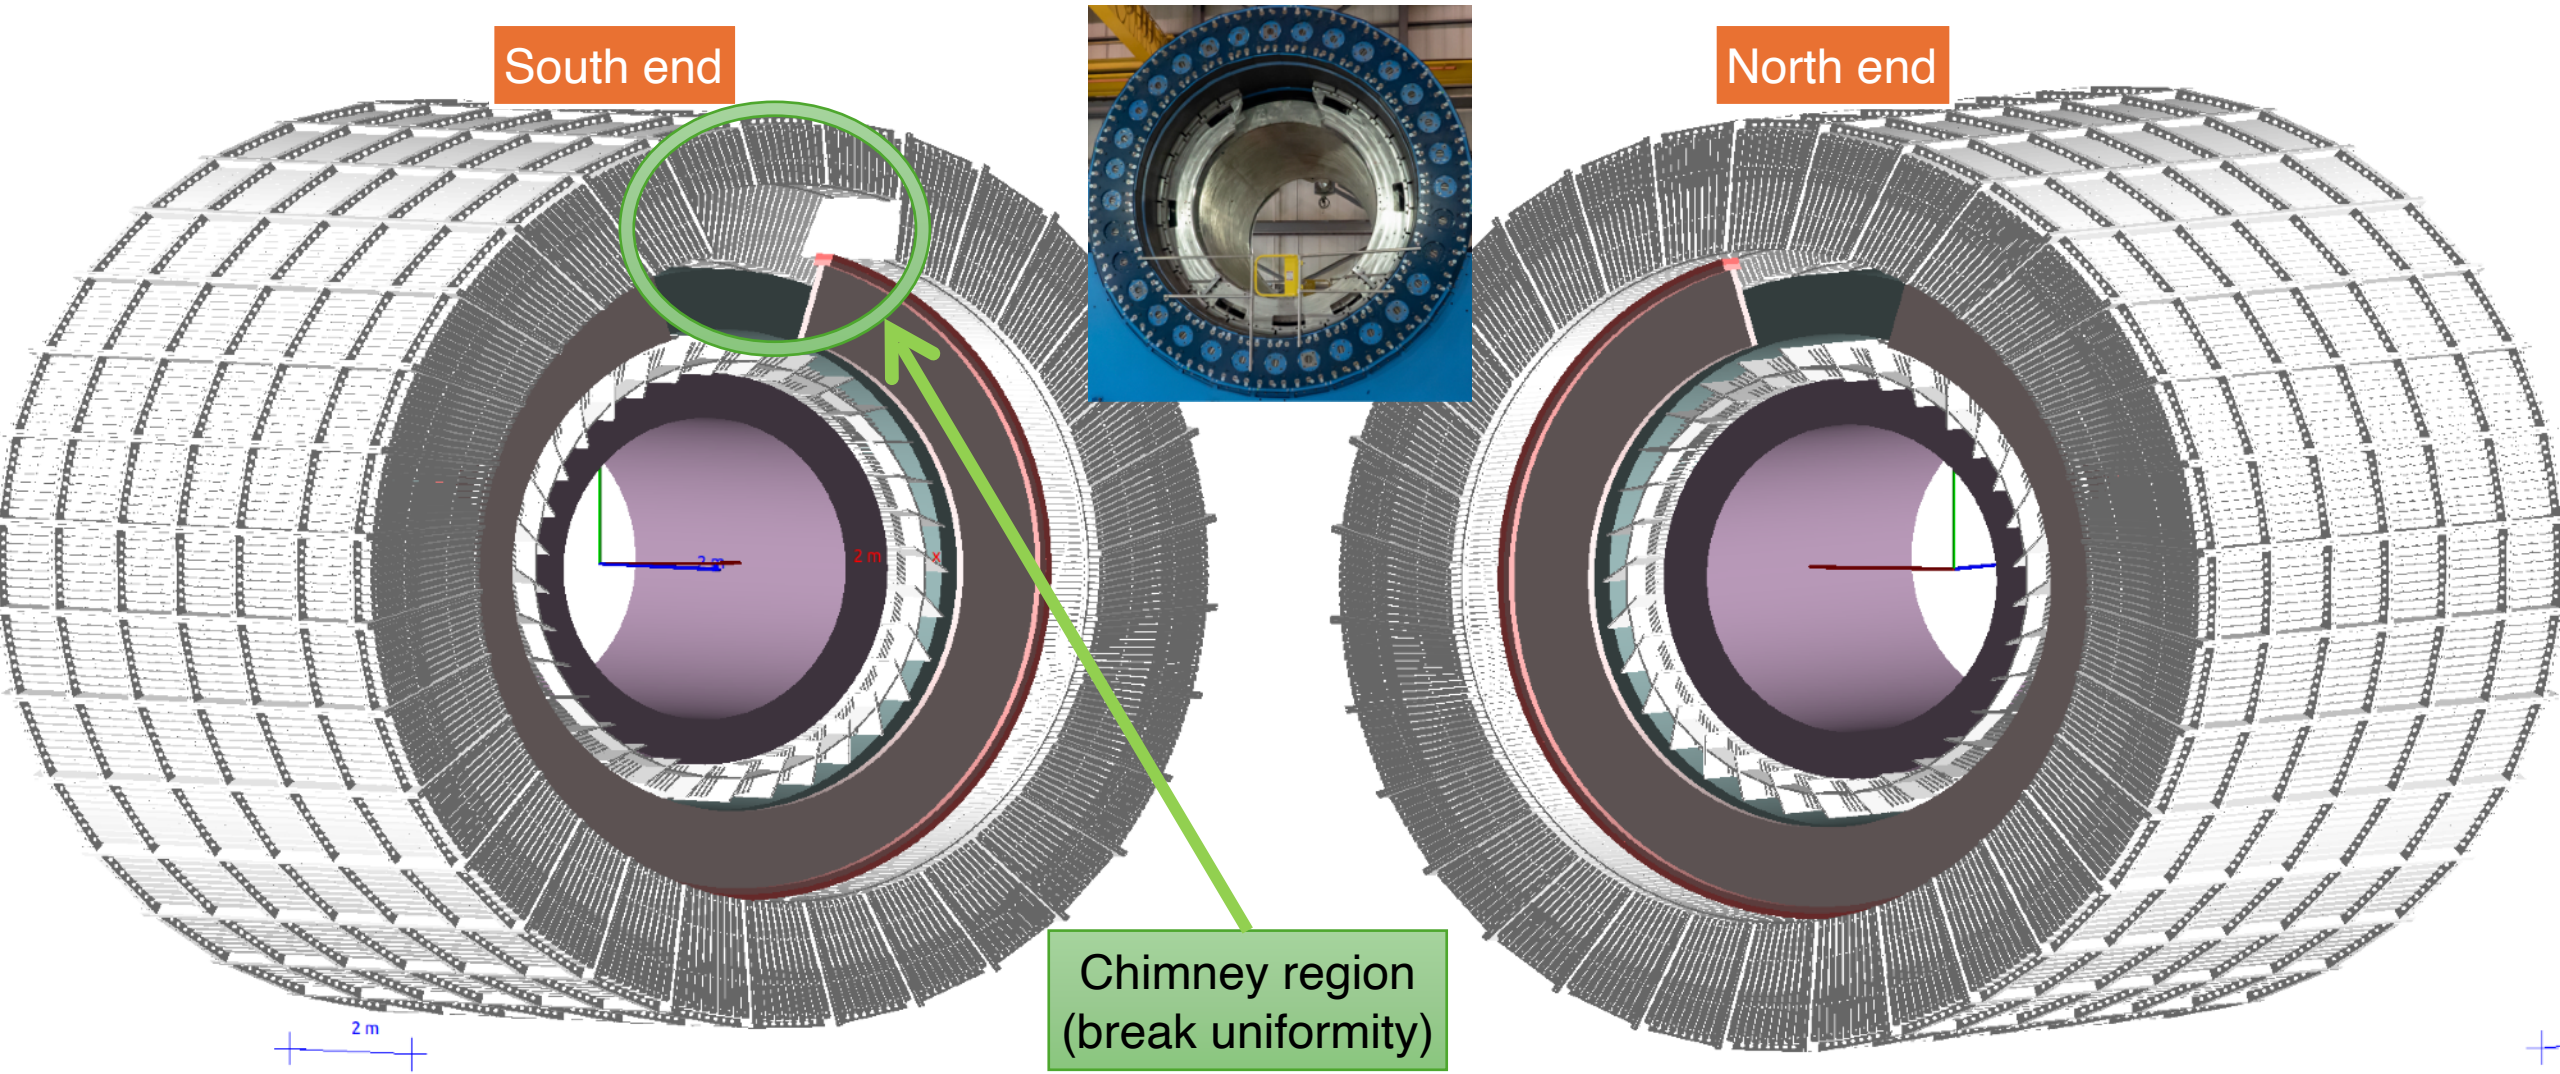 South end
North end
2 m
2 m
x
Chimney region
(break uniformity)
2 m